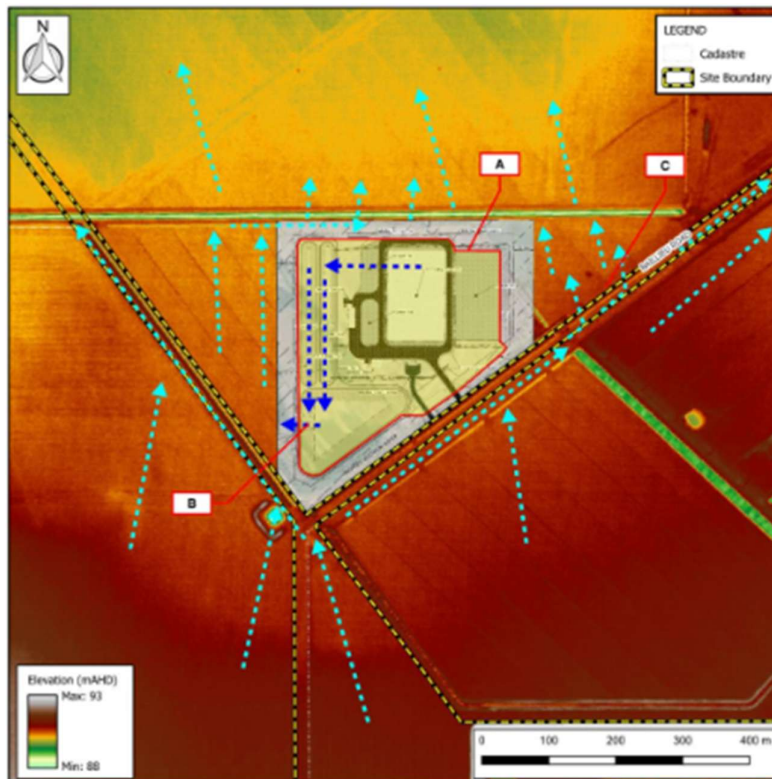 N
LEGEND
Cadastre
Site Boundary
A
C
B
Elevation (mAHD)
Max: 93
Min: 88
0 100 200 300 400 m